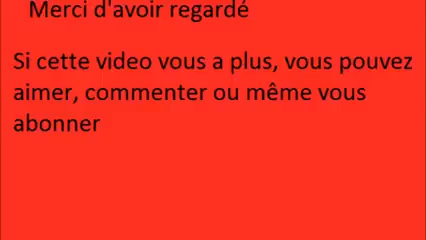 Merci d'avoir regardé
Si cette video vous a plus, vous pouvez
aimer, commenter ou même vous
abonner